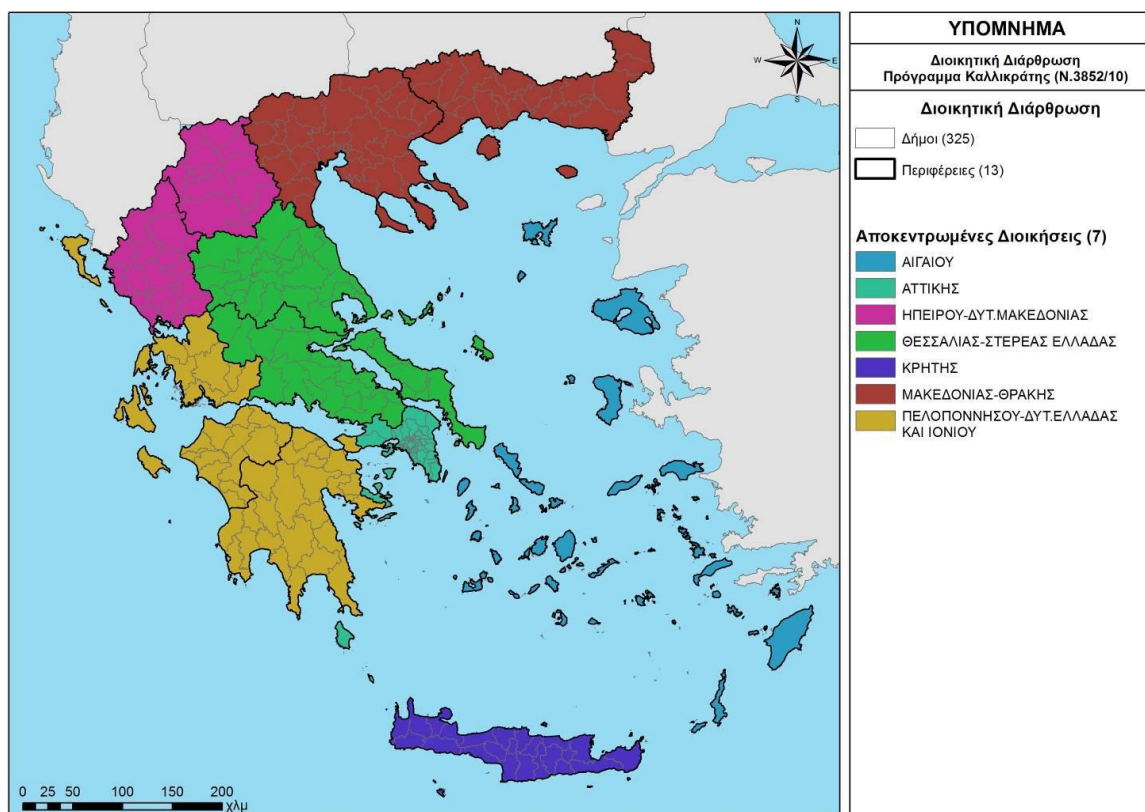 N
W
E
S
0 25 50 100 150 200
χλμ
ΥΠΟΜΝΗΜΑ
Διοικητική Διάρθρωση
Πρόγραμμα Καλλικράτης (Ν.3852/10)
Διοικητική Διάρθρωση
Δήμοι (325)
Περιφέρειες (13)
Αποκεντρωμένες Διοικήσεις (7)
ΑΙΓΑΙΟΥ
ΑΤΤΙΚΗΣ
ΗΠΕΙΡΟΥ-ΔΥΤ.ΜΑΚΕΔΟΝΙΑΣ
ΘΕΣΣΑΛΙΑΣ-ΣΤΕΡΕΑΣ ΕΛΛΑΔΑΣ
ΚΡΗΤΗΣ
ΜΑΚΕΔΟΝΙΑΣ-ΘΡΑΚΗΣ
ΠΕΛΟΠΟΝΝΗΣΟΥ-ΔΥΤ.ΕΛΛΑΔΑΣ
ΚΑΙ ΙΟΝΙΟΥ